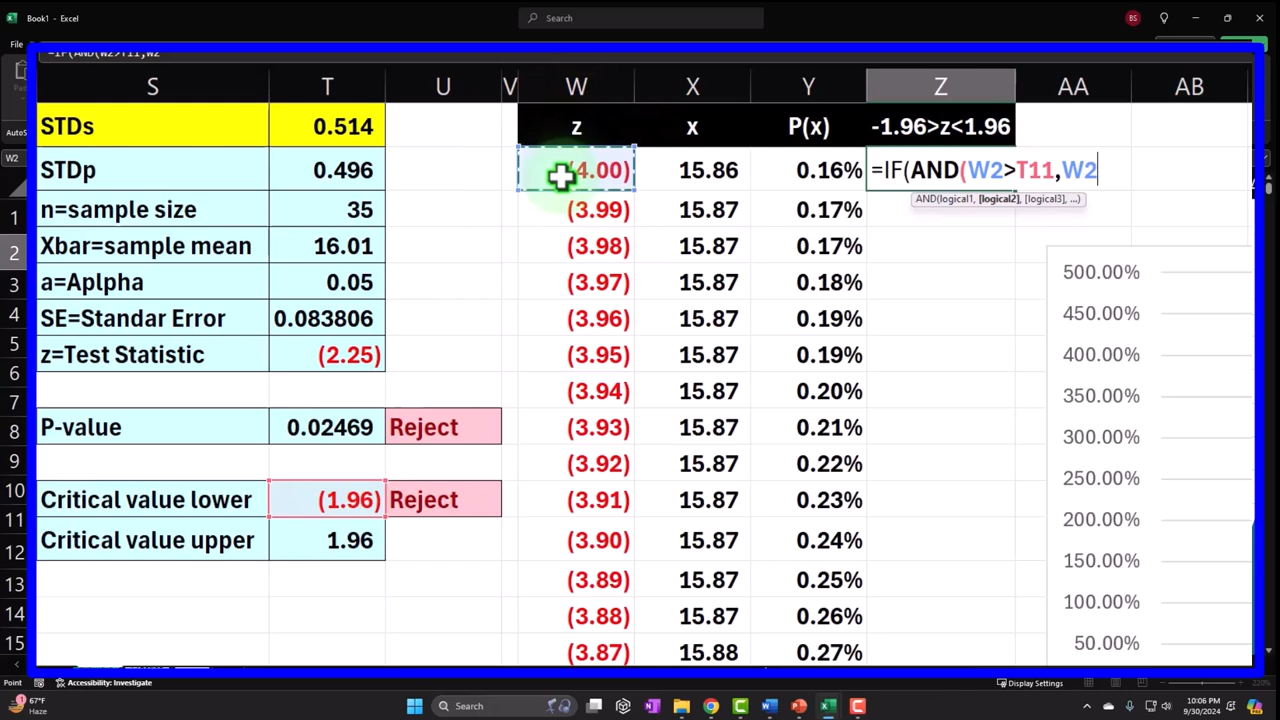 Book1 - Excel
Search
BS
File
=IF(AND(W2>T11,W2
S T U V W X Y Z AA AB
STDs 0.514 z x P(x) -1.96>z<1.96
AutoS
W2
STDp 0.496 (4.00) 15.86 0.16% =IF(AND(W2>T11,W2
AND(logical1, [logical2], [logical3], ...)
1 n=sample size 35 (3.99) 15.87 0.17%
2 Xbar=sample mean 16.01 (3.98) 15.87 0.17%
500.00%
3 a=Aplpha 0.05 (3.97) 15.87 0.18%
450.00%
4 SE=Standar Error 0.083806 (3.96) 15.87 0.19%
400.00%
5 z=Test Statistic (2.25) (3.95) 15.87 0.19%
350.00%
6 (3.94) 15.87 0.20%
300.00%
7 P-value 0.02469 Reject (3.93) 15.87 0.21%
8
250.00%
9 (3.92) 15.87 0.22%
10 Critical value lower (1.96) Reject (3.91) 15.87 0.23%
200.00%
11
12 Critical value upper 1.96 (3.90) 15.87 0.24%
150.00%
13 (3.89) 15.87 0.25%
100.00%
14 (3.88) 15.87 0.26%
15 (3.87) 15.88 0.27%
50.00%
Point
Accessibility: Investigate
Display Settings
220%
67°F
Haze
Search
10:06 PM
9/30/2024